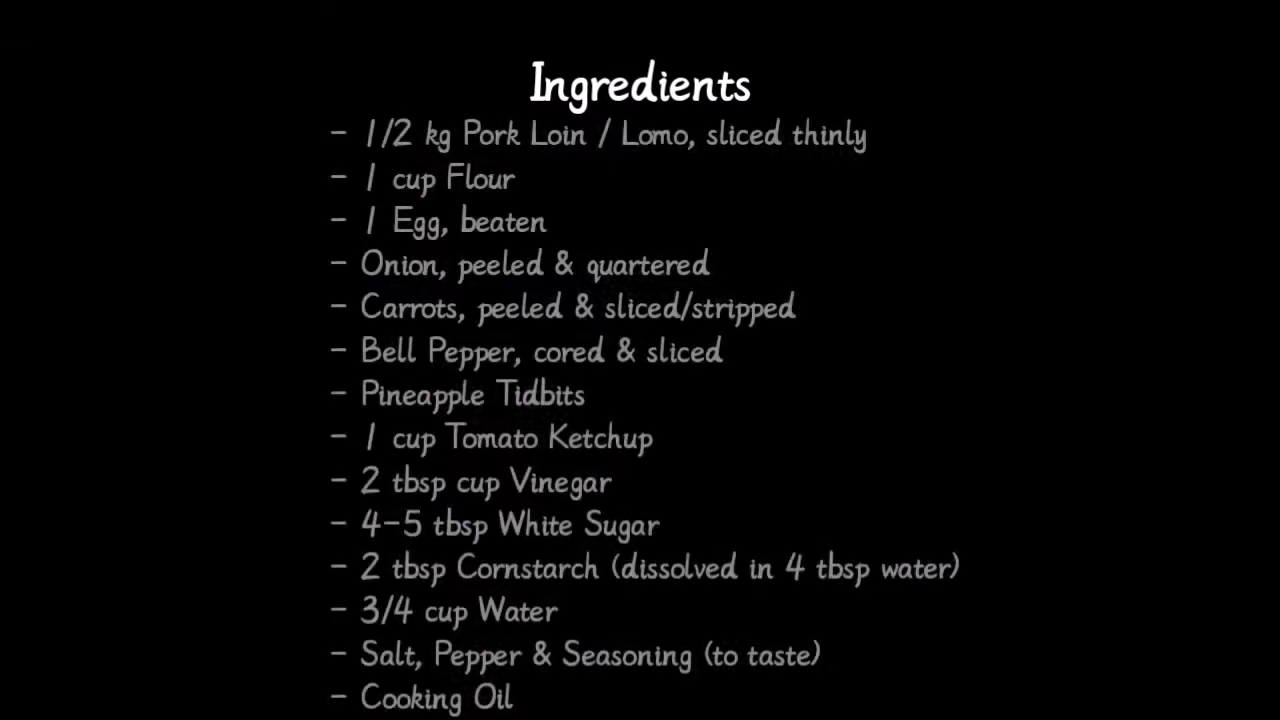 Ingredients
- 1/2 kg Pork Loin / Lomo, sliced thinly
- 1 cup Flour
- 1 Egg, beaten
- Onion, peeled & quartered
- Carrots, peeled & sliced/stripped
- Bell Pepper, cored & sliced
- Pineapple Tidbits
- 1 cup Tomato Ketchup
- 2 tbsp cup Vinegar
- 4-5 tbsp White Sugar
- 2 tbsp Cornstarch (dissolved in 4 tbsp water)
- 3/4 cup Water
- Salt, Pepper & Seasoning (to taste)
- Cooking Oil